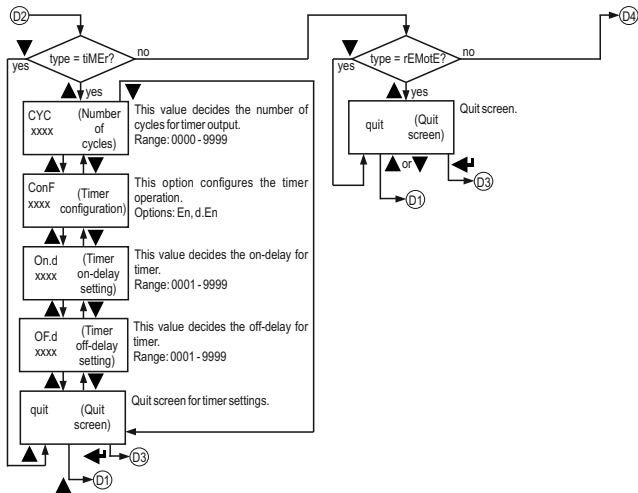 D2
D4
type = tiMEr?
no
type = rEMotE?
no
yes
yes
yes
yes
CYC
xxxx
(Number
of
cycles)
This value decides the number of
cycles for timer output.
Range: 0000 - 9999
quit
(Quit
screen)
Quit screen.
or
D3
D1
ConF
xxxx
(Timer
configuration)
This option configures the timer
operation.
Options: En, d.En
On.d
xxxx
(Timer
on-delay
setting)
This value decides the on-delay for
timer.
Range: 0001 - 9999
OF.d
xxxx
(Timer
off-delay
setting)
This value decides the off-delay for
timer.
Range: 0001 - 9999
quit
(Quit
screen)
Quit screen for timer settings.
D3
D1